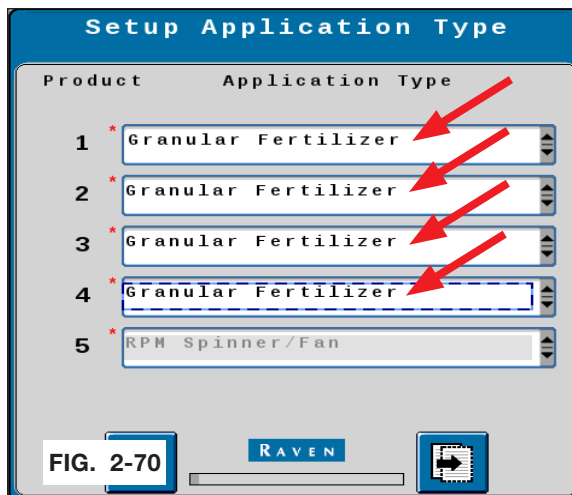 Setup Application Type
Product Application Type
1 * Granular Fertilizer
2 * Granular Fertilizer
3 * Granular Fertilizer
4 * Granular Fertilizer
5 * RPM Spinner/Fan
FIG. 2-70
RAVEN